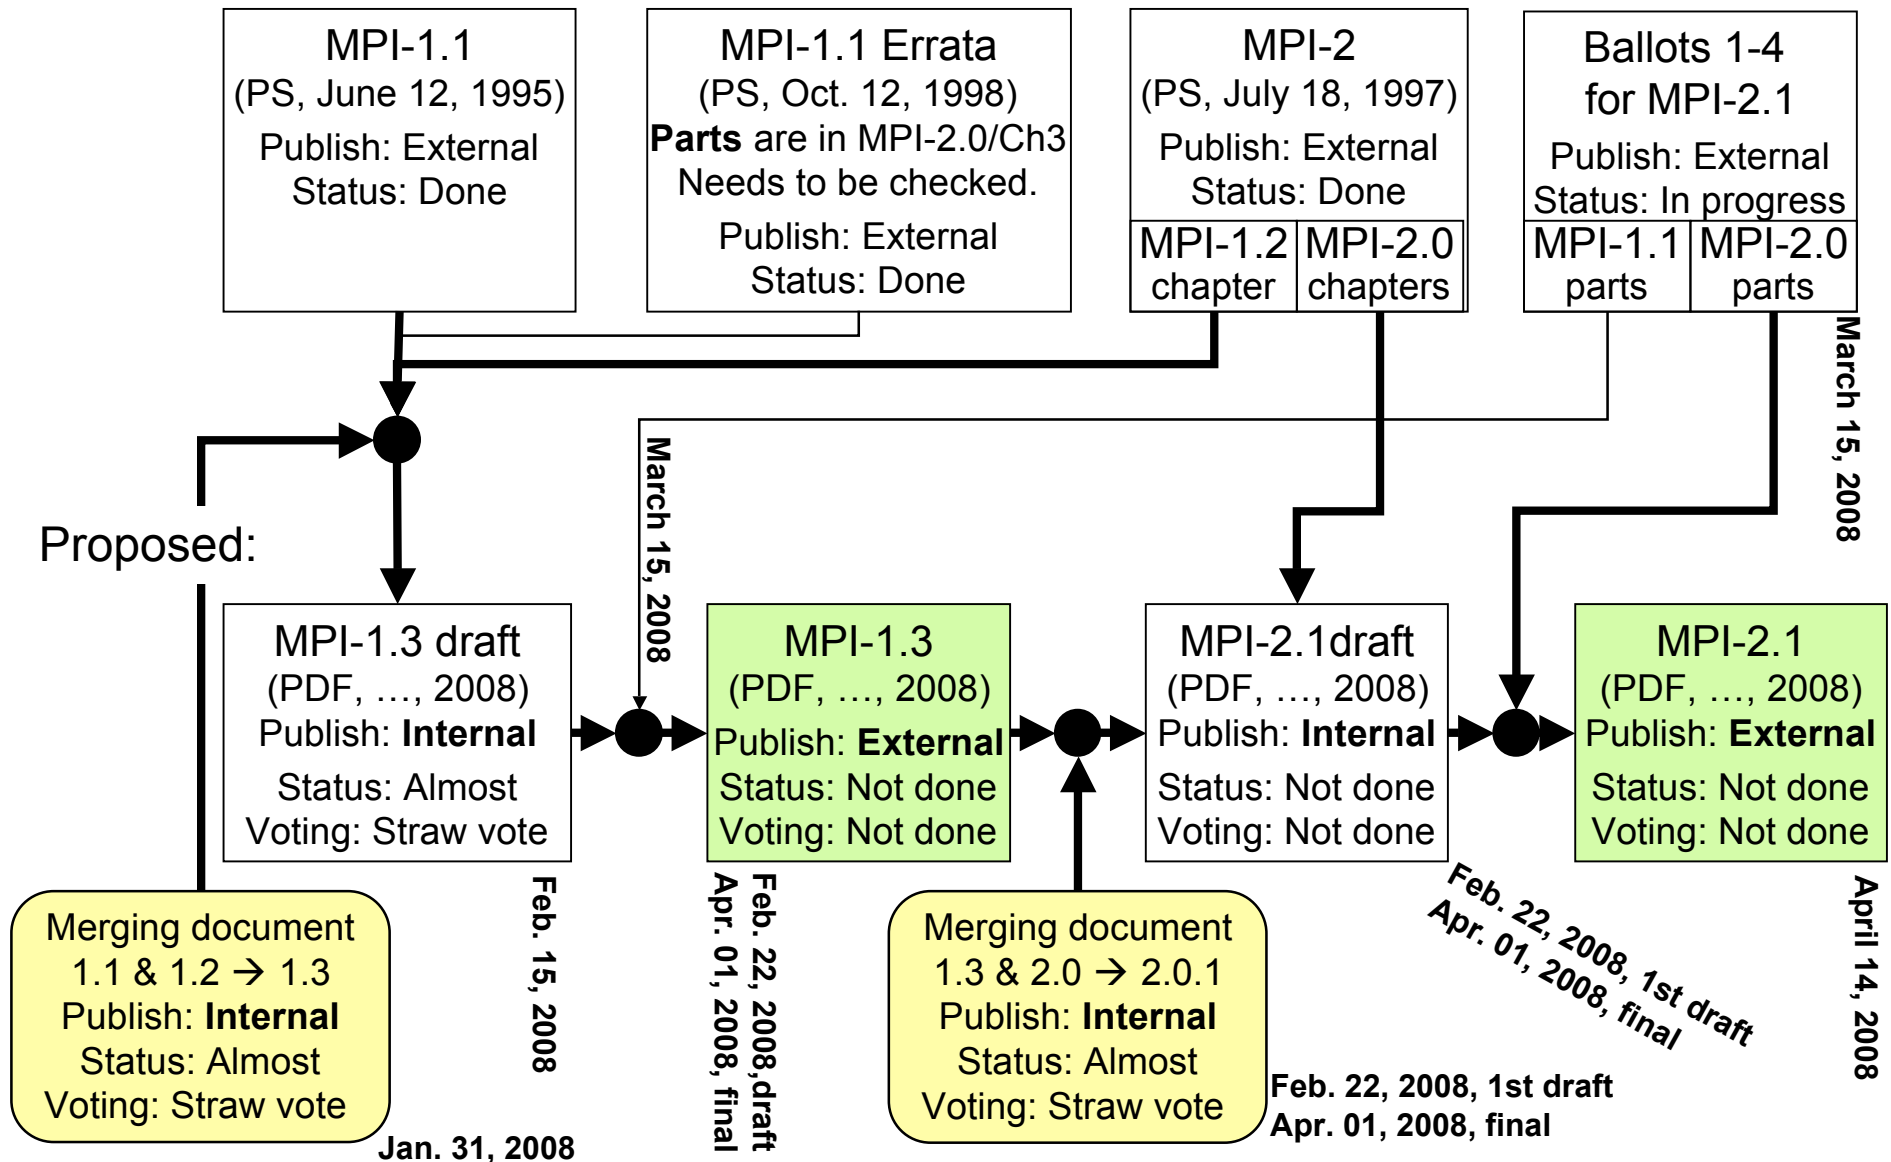 MPI-1.1
(PS, June 12, 1995)
Publish: External
Status: Done
MPI-1.1 Errata
(PS, Oct. 12, 1998)
Parts are in MPI-2.0/Ch3
Needs to be checked.
Publish: External
Status: Done
MPI-2
(PS, July 18, 1997)
Publish: External
Status: Done
MPI-1.2
chapter
MPI-2.0
chapters
Ballots 1-4
for MPI-2.1
Publish: External
Status: In progress
MPI-1.1
parts
MPI-2.0
parts
March 15, 2008
March 15, 2008
Proposed:
MPI-1.3 draft
(PDF, …, 2008)
Publish: Internal
Status: Almost
Voting: Straw vote
MPI-1.3
(PDF, …, 2008)
Publish: External
Status: Not done
Voting: Not done
MPI-2.1draft
(PDF, …, 2008)
Publish: Internal
Status: Not done
Voting: Not done
MPI-2.1
(PDF, …, 2008)
Publish: External
Status: Not done
Voting: Not done
Merging document
1.1 & 1.2 → 1.3
Publish: Internal
Status: Almost
Voting: Straw vote
Jan. 31, 2008
Feb. 15, 2008
Feb. 22, 2008,draft
Apr. 01, 2008, final
Merging document
1.3 & 2.0 → 2.0.1
Publish: Internal
Status: Almost
Voting: Straw vote
Feb. 22, 2008, 1st draft
Apr. 01, 2008, final
Feb. 22, 2008, 1st draft
Apr. 01, 2008, final
April 14, 2008